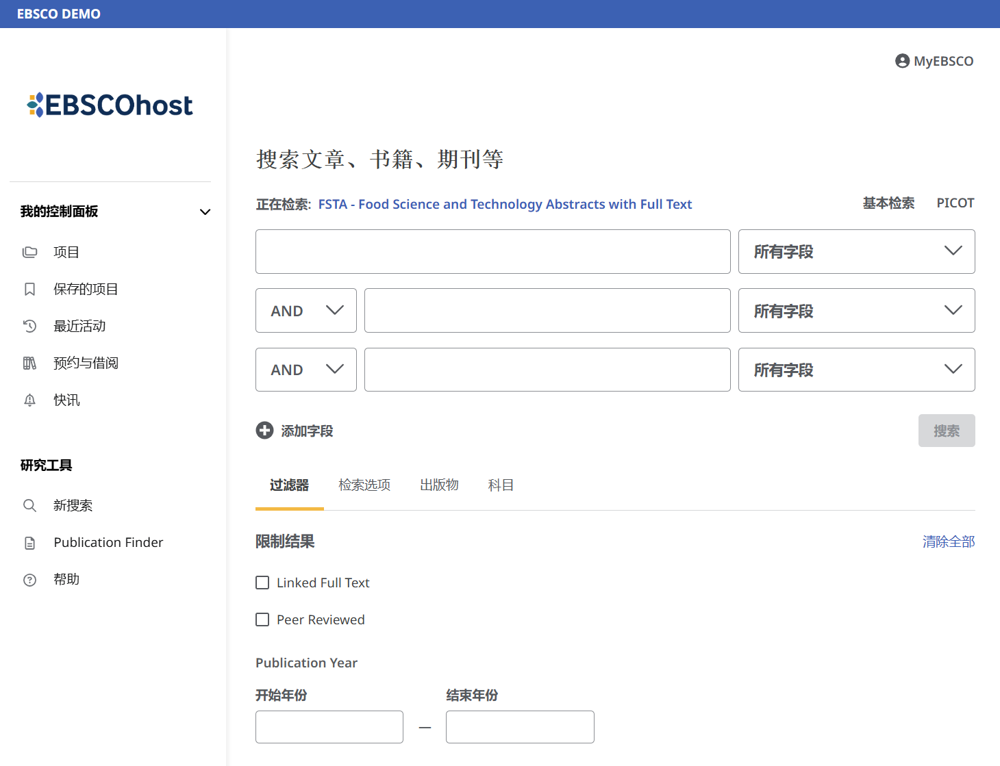 EBSCO DEMO
MyEBSCO
EBSCOhost
我的控制面板
项目
保存的项目
最近活动
预约与借阅
快讯
研究工具
新搜索
Publication Finder
帮助
搜索文章、书籍、期刊等
正在检索: FSTA - Food Science and Technology Abstracts with Full Text
基本检索 PICOT
所有字段
AND 所有字段
AND 所有字段
添加字段 搜索
过滤器 检索选项 出版物 科目
限制结果 清除全部
Linked Full Text
Peer Reviewed
Publication Year
开始年份 结束年份
—